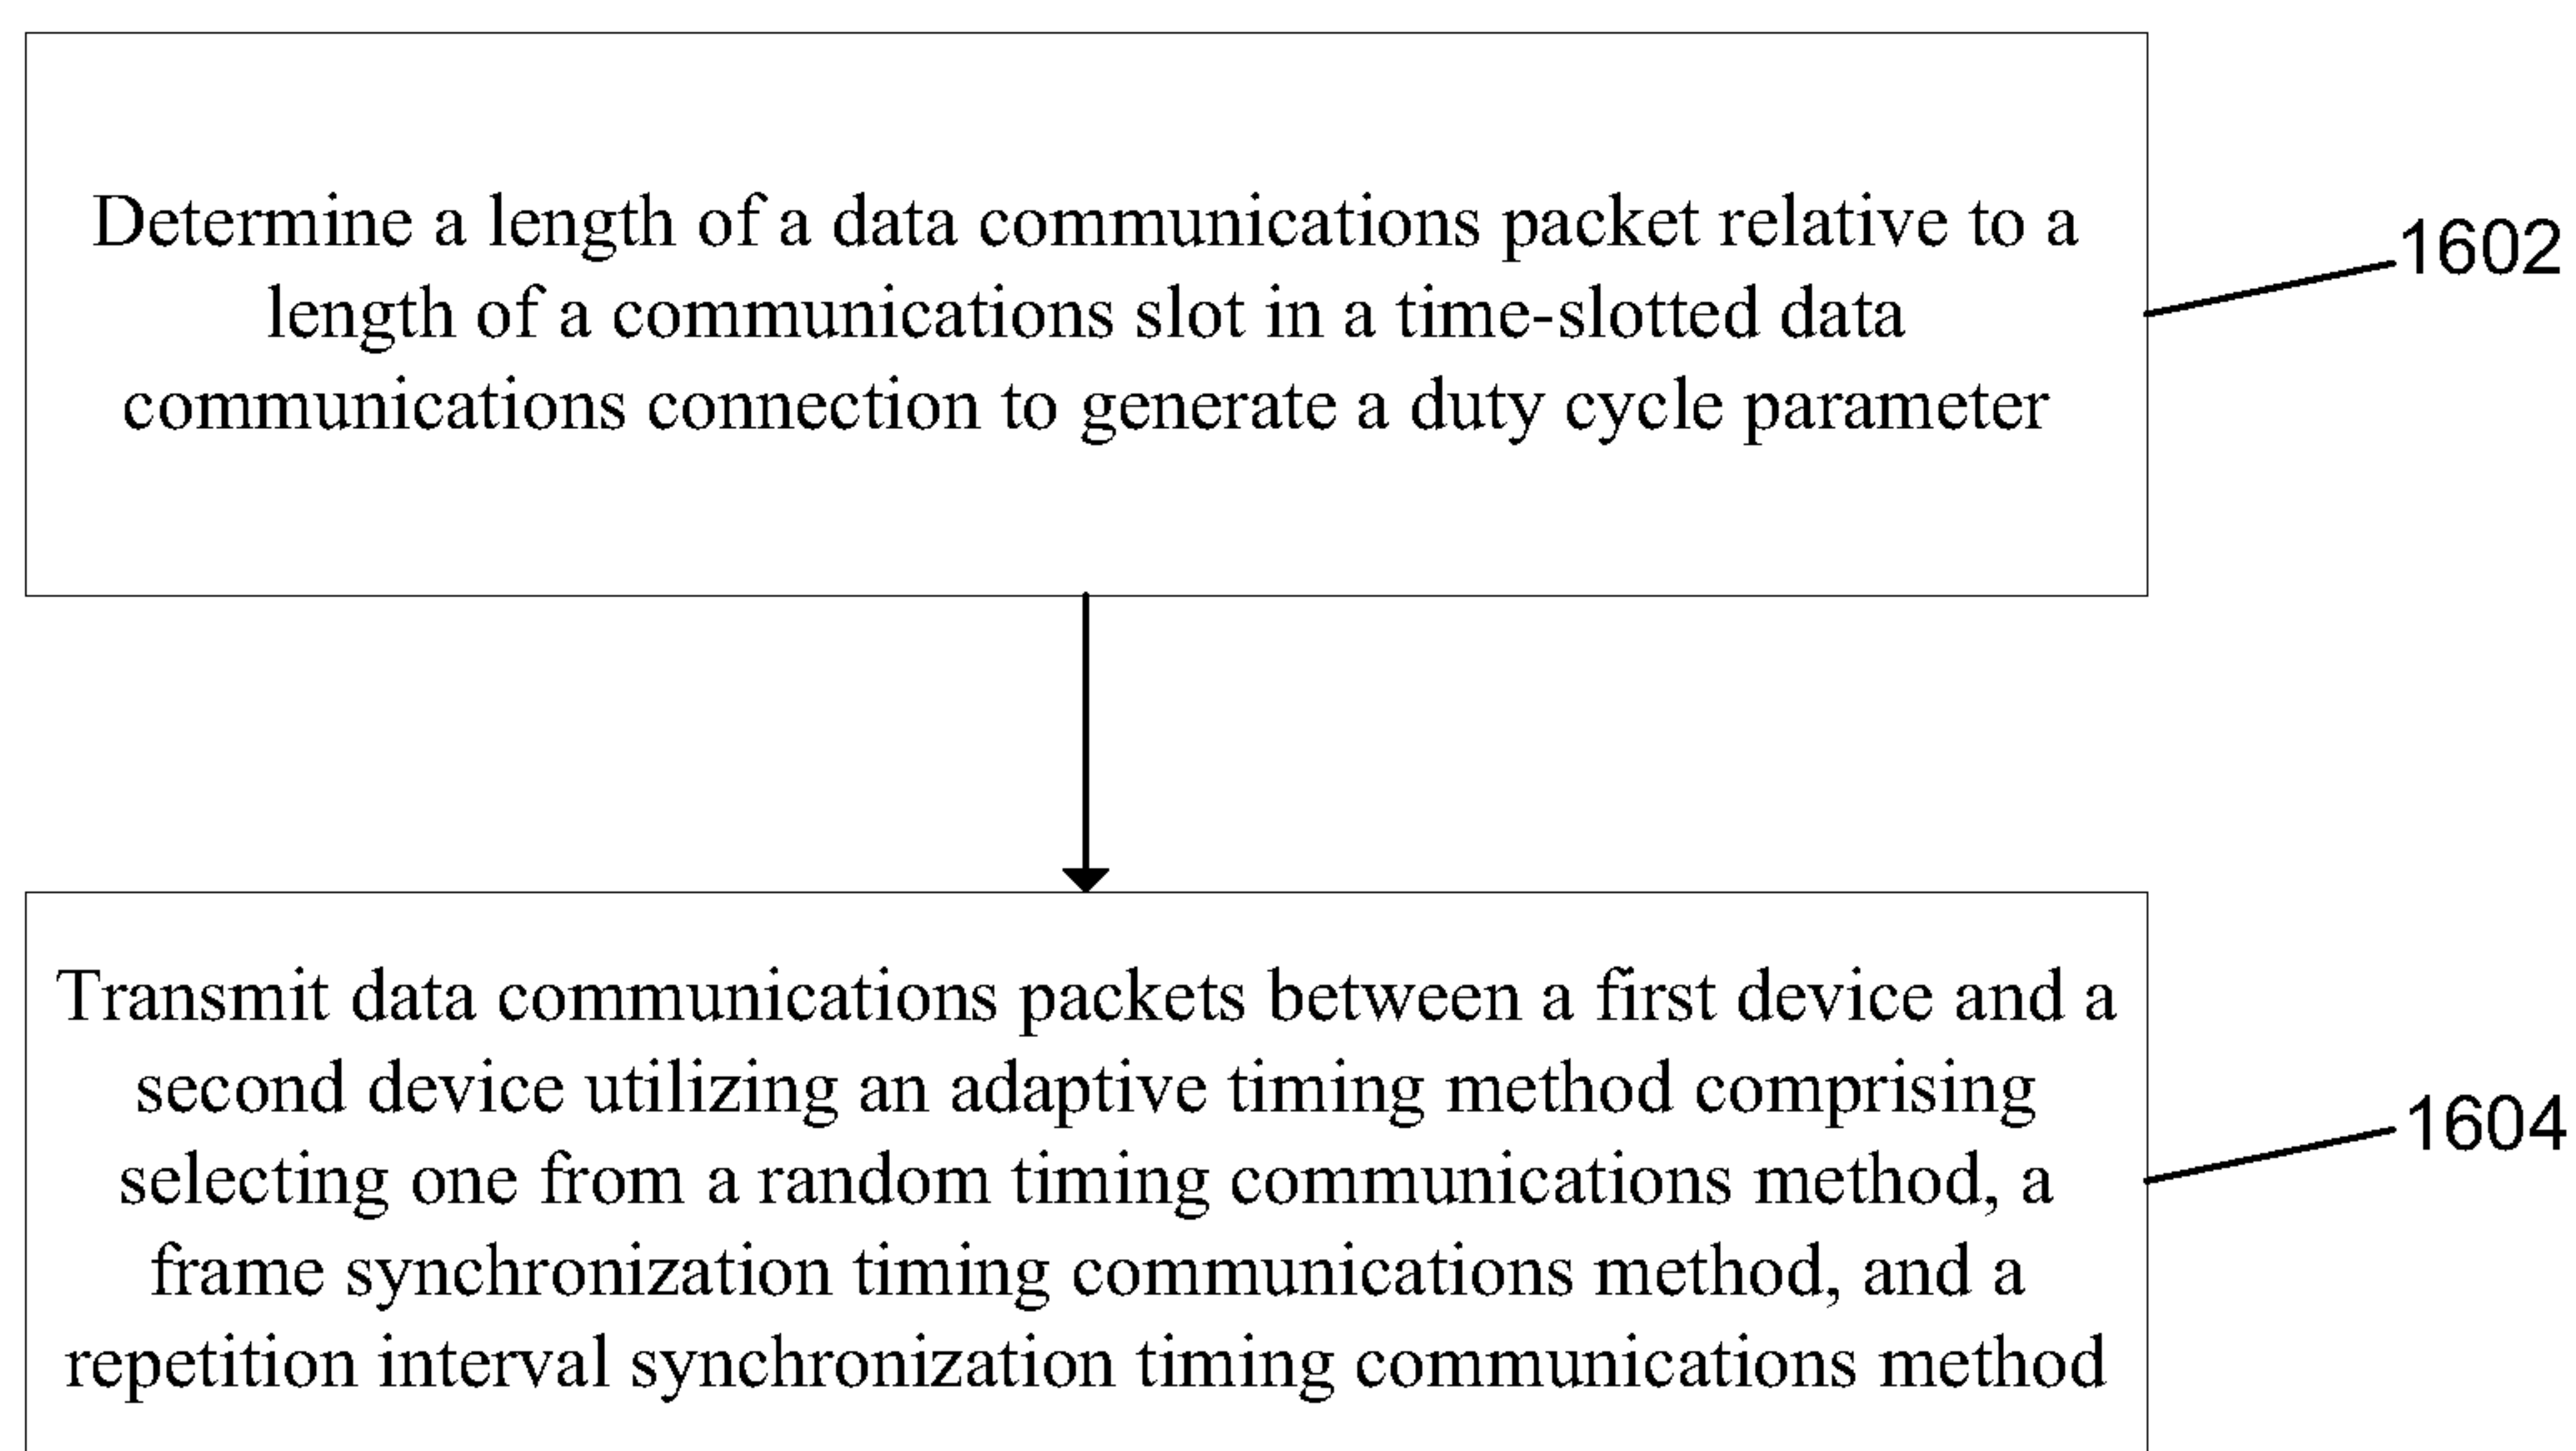 Determine a length of a data communications packet relative to a
length of a communications slot in a time-slotted data
communications connection to generate a duty cycle parameter
1602
Transmit data communications packets between a first device and a
second device utilizing an adaptive timing method comprising
selecting one from a random timing communications method, a
frame synchronization timing communications method, and a
repetition interval synchronization timing communications method
1604